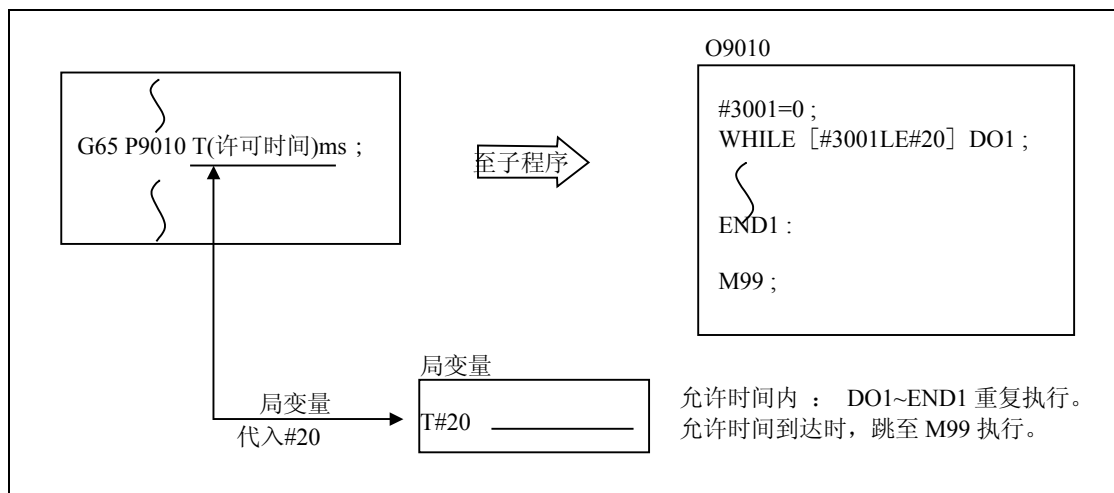 O9010
#3001=0 ;
WHILE［#3001LE#20］DO1 ;
END1 :
M99 ;
G65 P9010 T(许可时间)ms ;
至子程序
局变量
代入#20
局变量
T#20
允许时间内 ： DO1~END1 重复执行。
允许时间到达时，跳至 M99 执行。